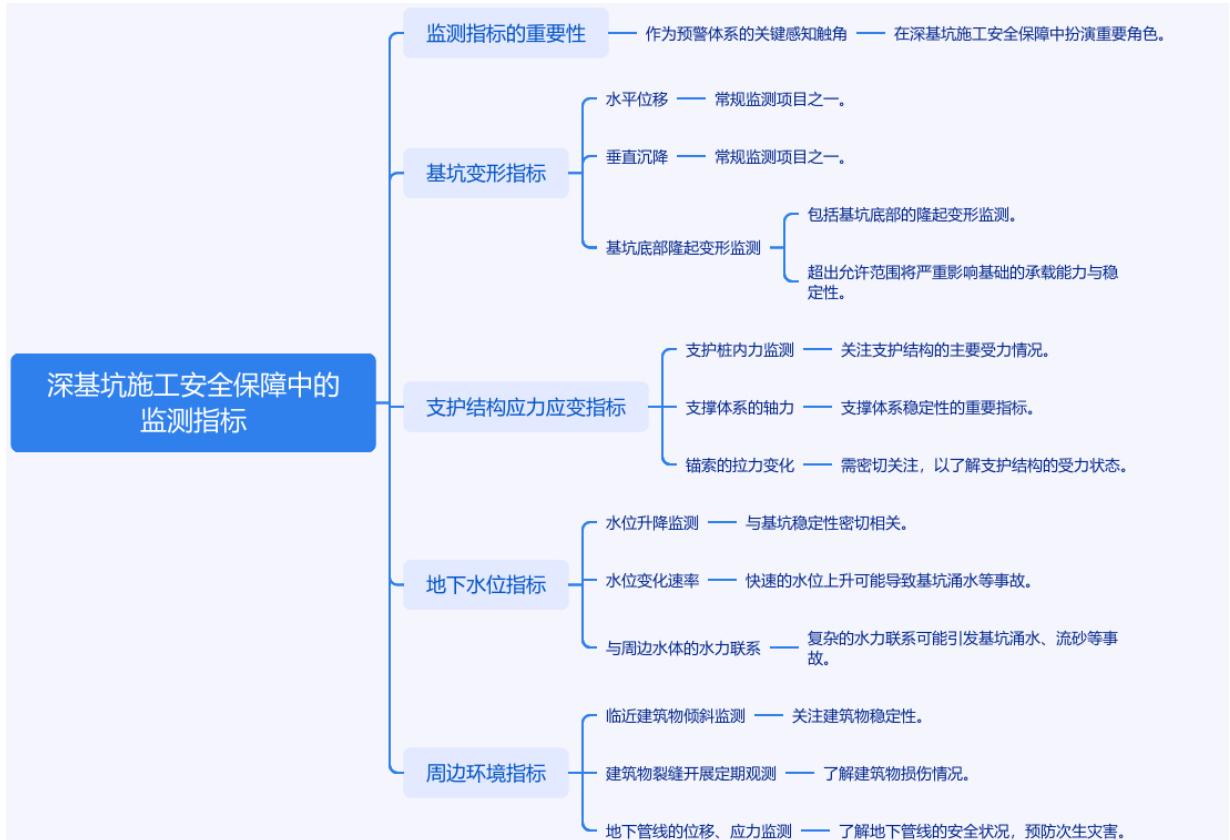 深基坑施工安全保障中的
监测指标
监测指标的重要性
作为预警体系的关键感知触角
在深基坑施工安全保障中扮演重要角色。
基坑变形指标
水平位移
常规监测项目之一。
垂直沉降
常规监测项目之一。
基坑底部隆起变形监测
包括基坑底部的隆起变形监测。
超出允许范围将严重影响基础的承载能力与稳
定性。
支护结构应力应变指标
支护桩内力监测
关注支护结构的主要受力情况。
支撑体系的轴力
支撑体系稳定性的重要指标。
锚索的拉力变化
需密切关注，以了解支护结构的受力状态。
地下水位指标
水位升降监测
与基坑稳定性密切相关。
水位变化速率
快速的水位上升可能导致基坑涌水等事故。
与周边水体的水力联系
复杂的水力联系可能引发基坑涌水、流砂等事
故。
周边环境指标
临近建筑物倾斜监测
关注建筑物稳定性。
建筑物裂缝开展定期观测
了解建筑物损伤情况。
地下管线的位移、应力监测
了解地下管线的安全状况，预防次生灾害。